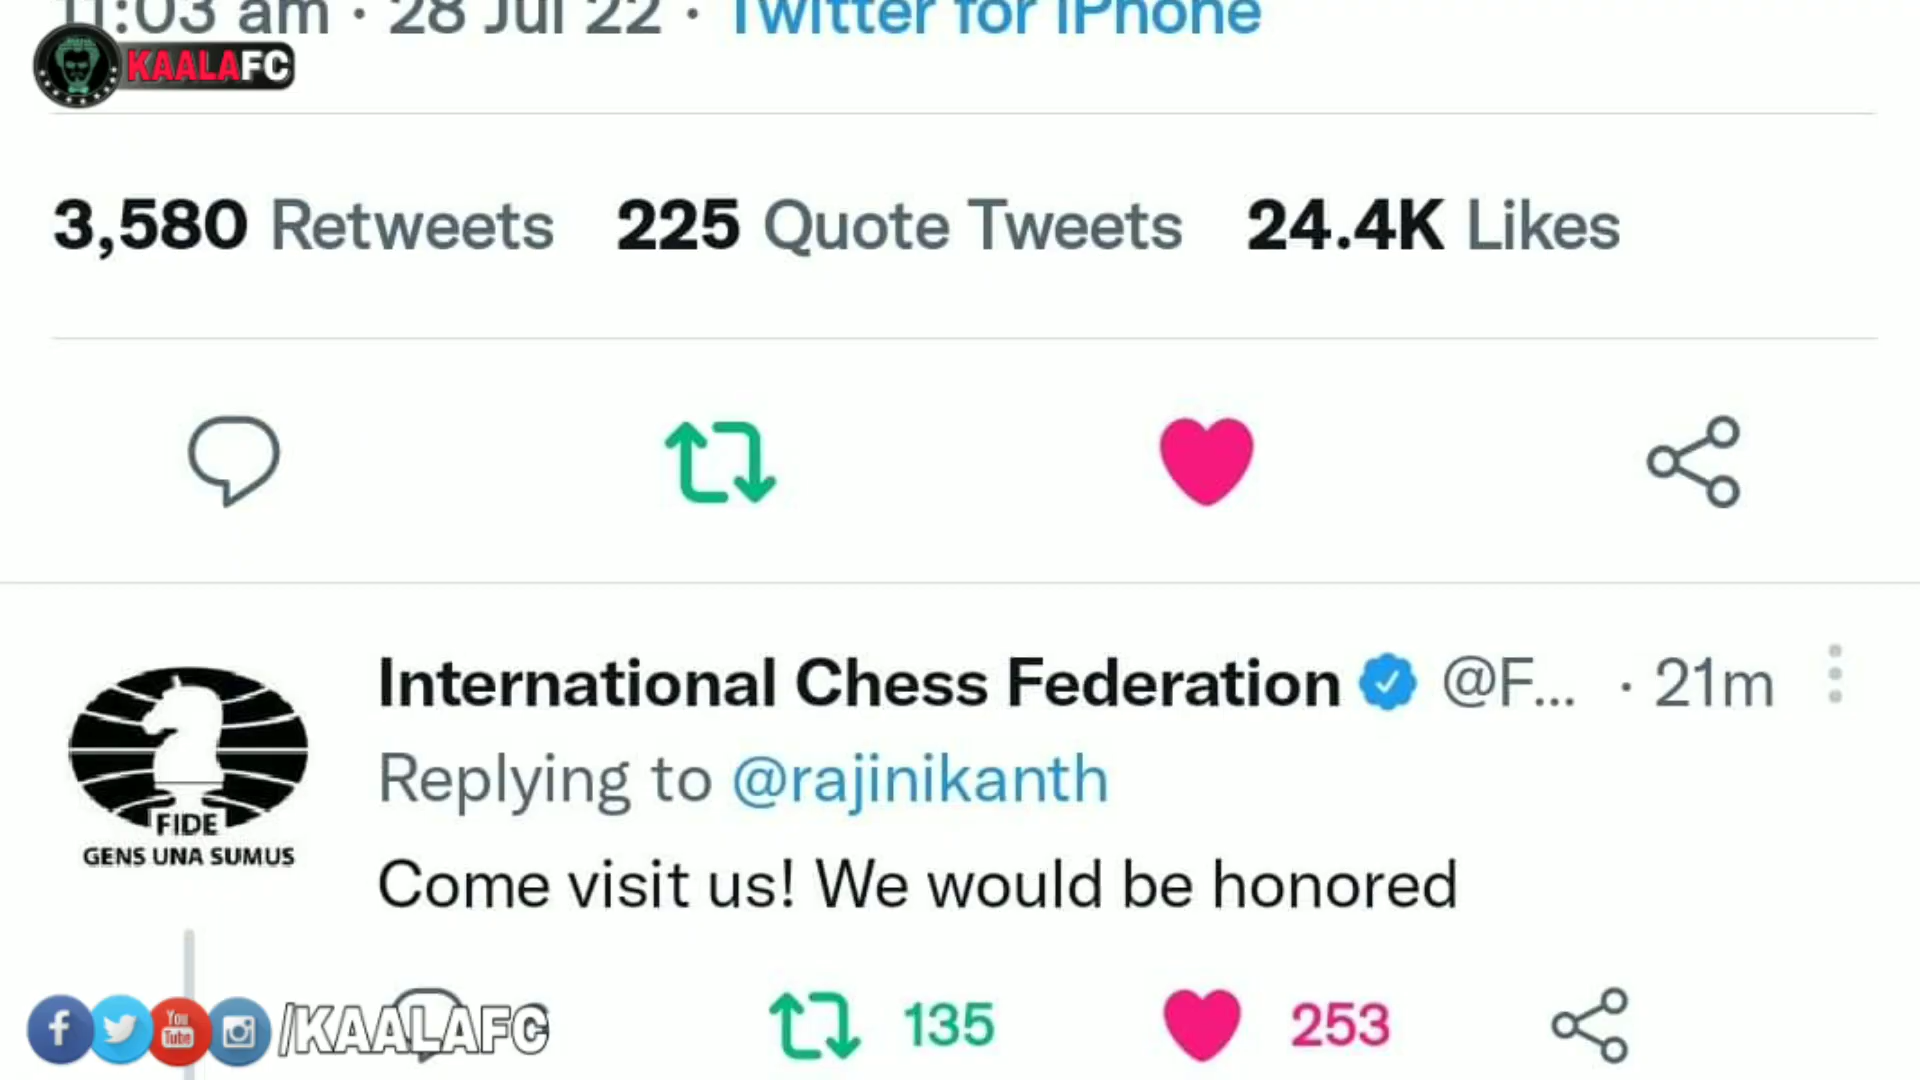 11:03 am · 28 Jul 22 · Twitter for iPhone
KAALAFC
3,580 Retweets 225 Quote Tweets 24.4K Likes
International Chess Federation @F... · 21m
Replying to @rajinikanth
FIDE
GENS UNA SUMUS
Come visit us! We would be honored
You
Tube
/KAALAFC
135 253